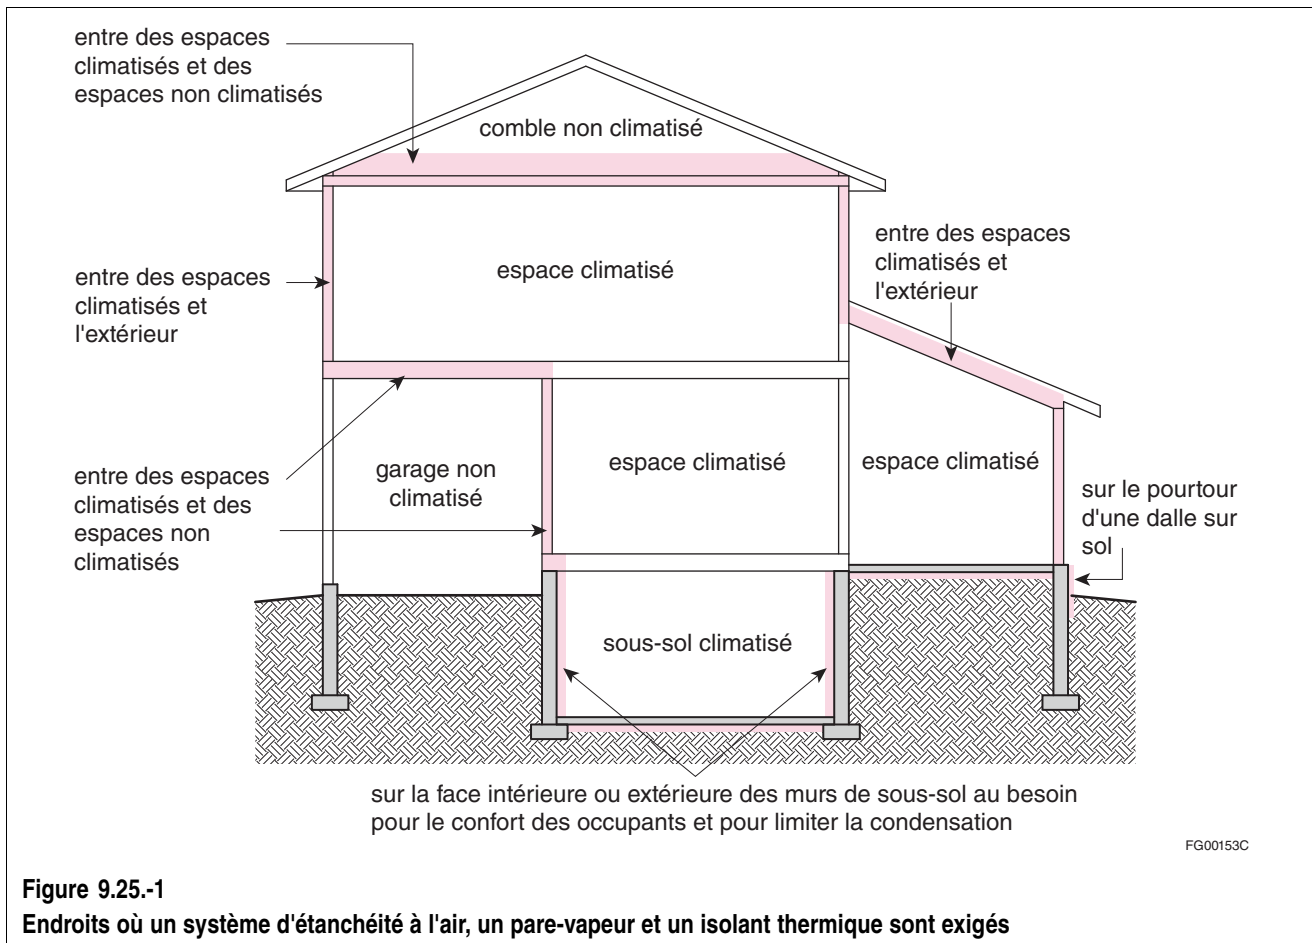 entre des espaces
climatisés et des
espaces non climatisés
comble non climatisé
entre des espaces
climatisés et
l'extérieur
espace climatisé
entre des espaces
climatisés et
l'extérieur
entre des espaces
climatisés et des
espaces non
climatisés
garage non
climatisé
espace climatisé
espace climatisé
sur le pourtour
d'une dalle sur
sol
sous-sol climatisé
sur la face intérieure ou extérieure des murs de sous-sol au besoin
pour le confort des occupants et pour limiter la condensation
FG00153C
Figure 9.25.-1
Endroits où un système d'étanchéité à l'air, un pare-vapeur et un isolant thermique sont exigés